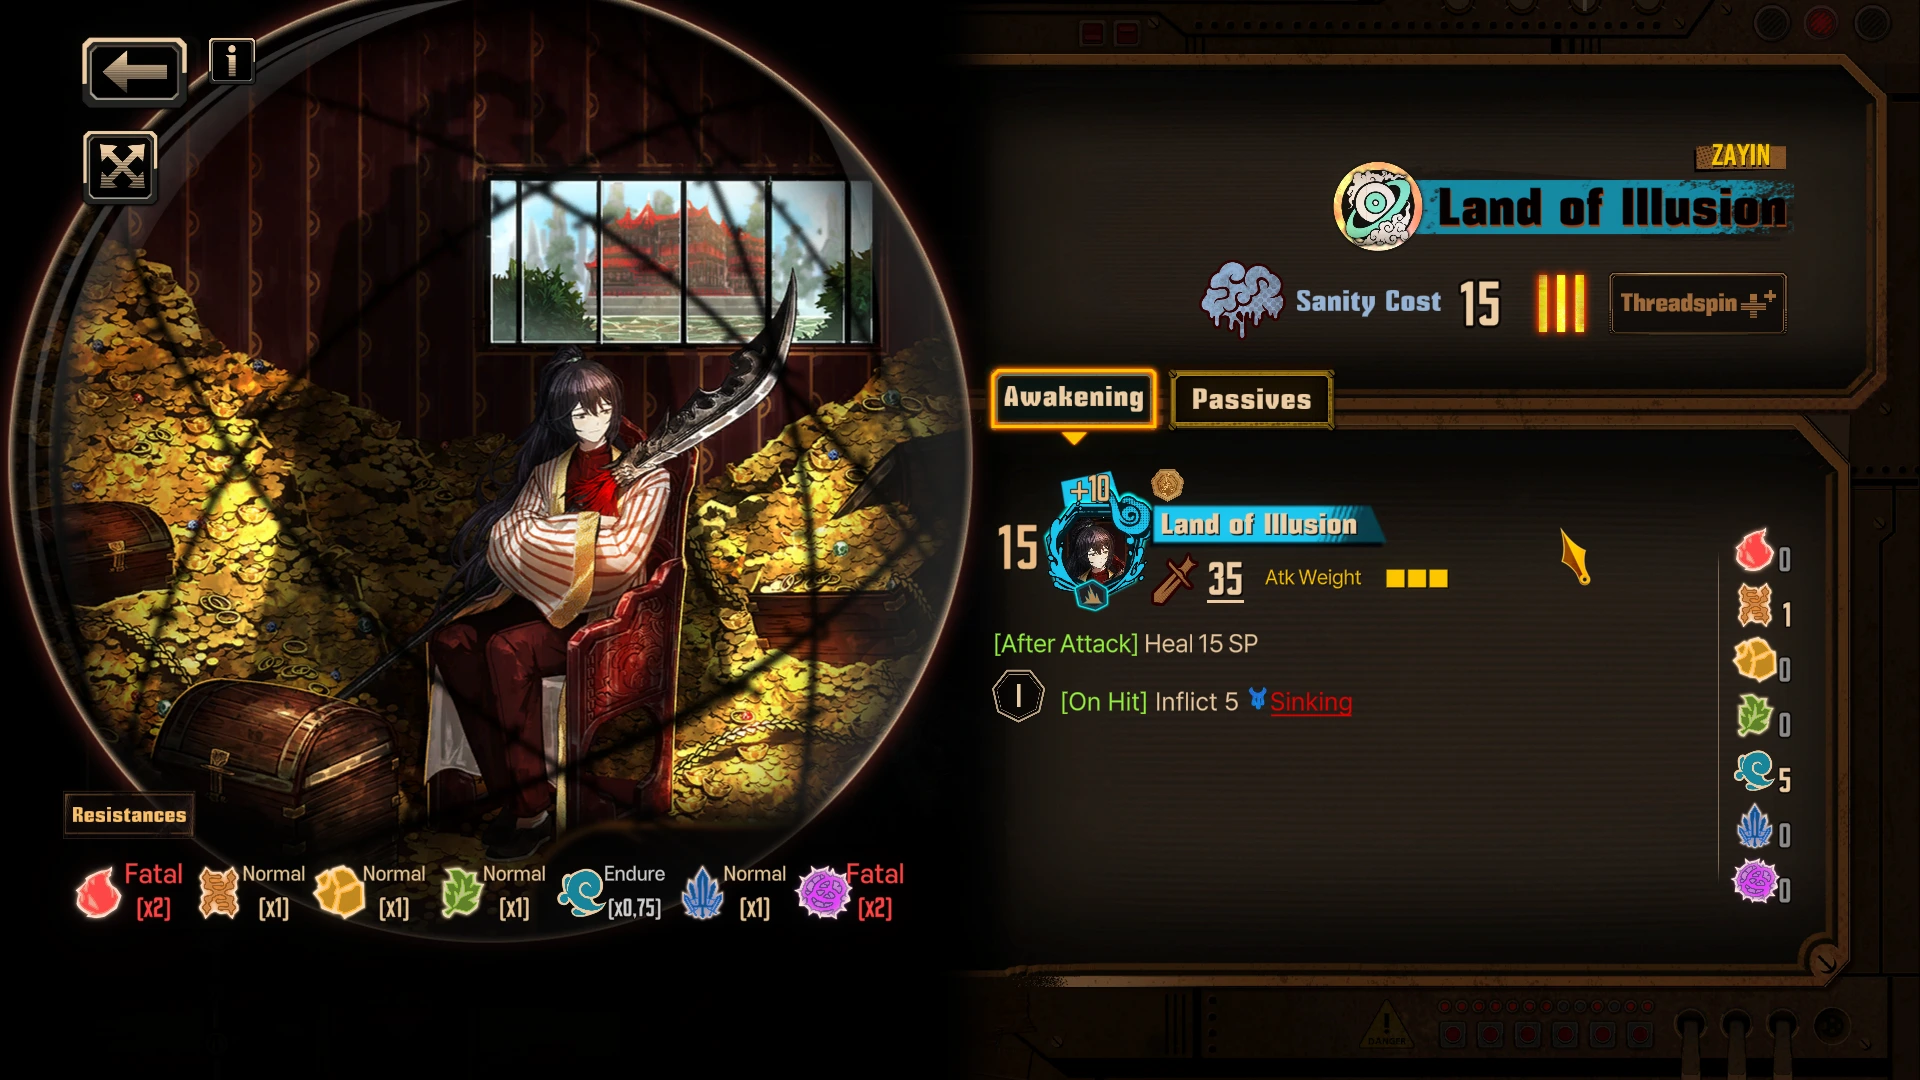 ZAYIN
Land of Illusion
Sanity Cost 15
Threadspin
Awakening
Passives
15
+10
Land of Illusion
35 Atk Weight
[After Attack] Heal 15 SP
I [On Hit] Inflict 5 Sinking
0
1
0
0
5
0
0
Resistances
Fatal
[x2]
Normal
[x1]
Normal
[x1]
Normal
[x1]
Endure
[x0,75]
Normal
[x1]
Fatal
[x2]
DANGER